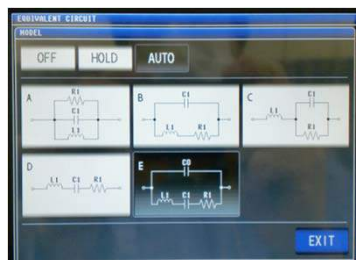 EQUIVALENT CIRCUIT
MODEL
OFF HOLD AUTO
A R1 C1 L1
B C1 L1 R1
C C1 L1 R1
D L1 C1 R1
E C0 L1 C1 R1
EXIT